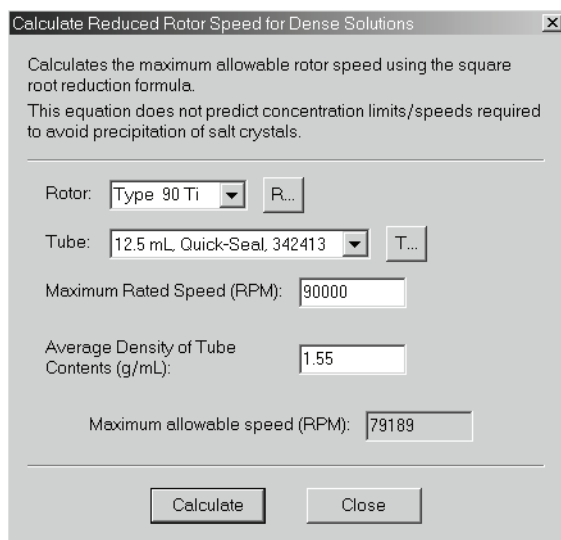 Calculate Reduced Rotor Speed for Dense Solutions
Calculates the maximum allowable rotor speed using the square
root reduction formula.
This equation does not predict concentration limits/speeds required
to avoid precipitation of salt crystals.
Rotor: Type 90 Ti R...
Tube: 12.5 mL, Quick-Seal, 342413 T...
Maximum Rated Speed (RPM): 90000
Average Density of Tube
Contents (g/mL): 1.55
Maximum allowable speed (RPM): 79189
Calculate Close